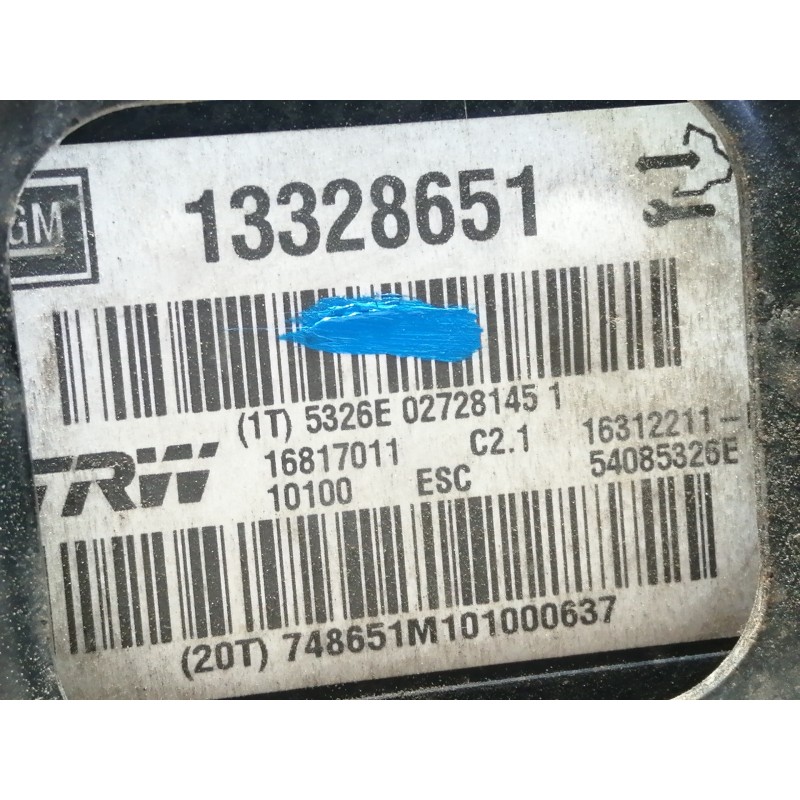 GM
13328651
(1T) 5326E 02728145 1
TRW
16817011 C2.1 16312211-
10100 ESC 54085326E
(20T) 748651M101000637